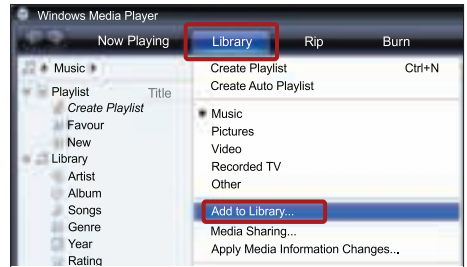 Windows Media Player
Now Playing Library Rip Burn
Music
Playlist Title
Create Playlist
Favour
New
Library
Artist
Album
Songs
Genre
Year
Rating
Create Playlist Ctrl+N
Create Auto Playlist
Music
Pictures
Video
Recorded TV
Other
Add to Library...
Media Sharing...
Apply Media Information Changes...